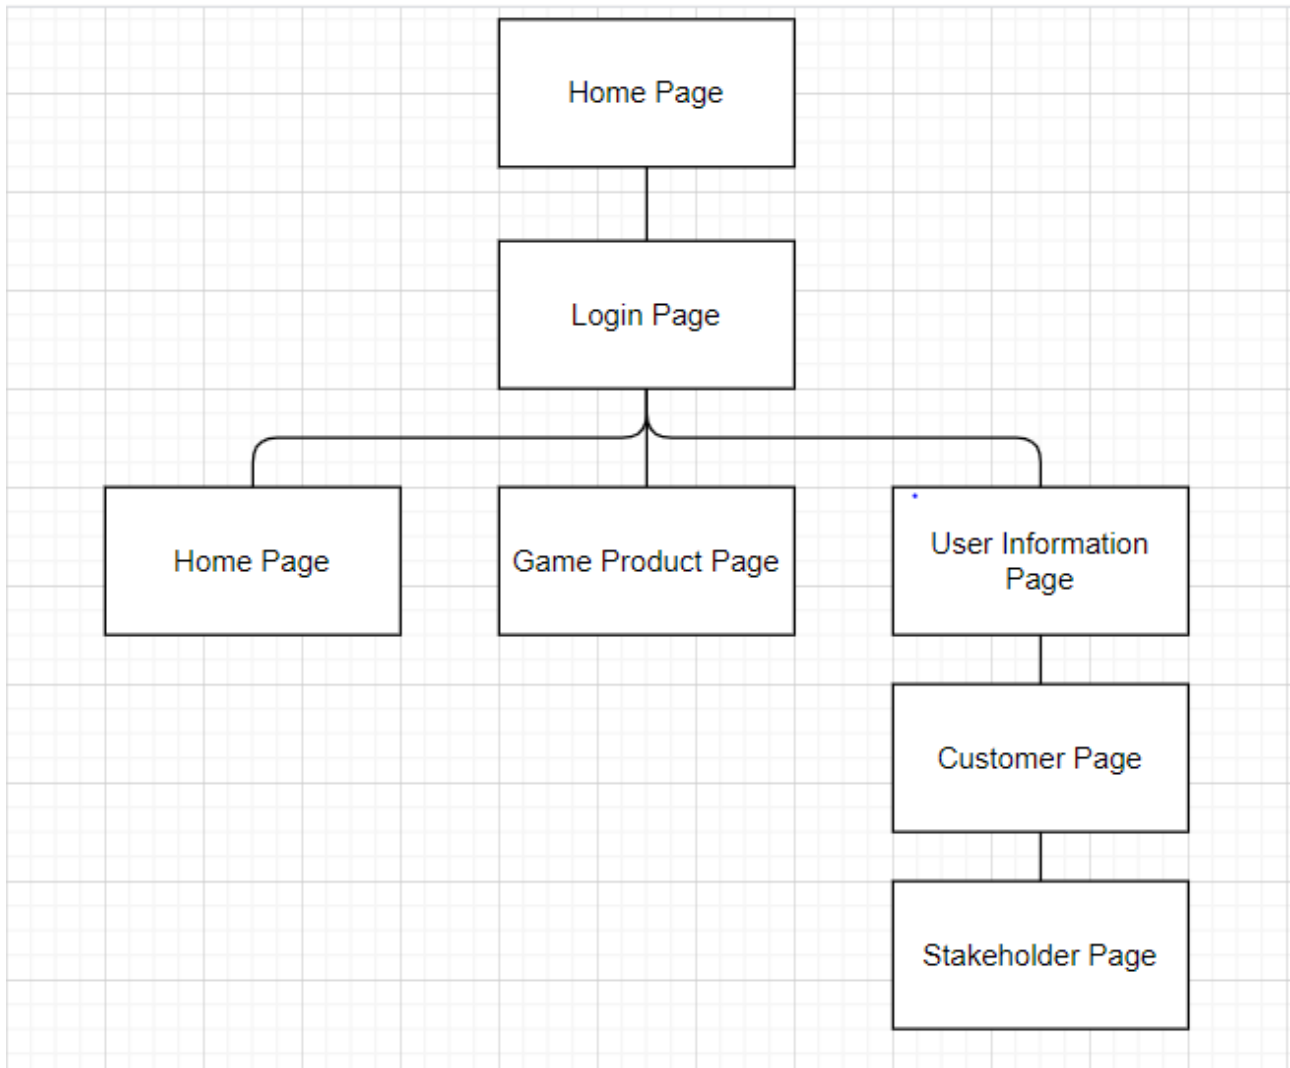 Home Page
Login Page
Home Page
Game Product Page
User Information
Page
Customer Page
Stakeholder Page